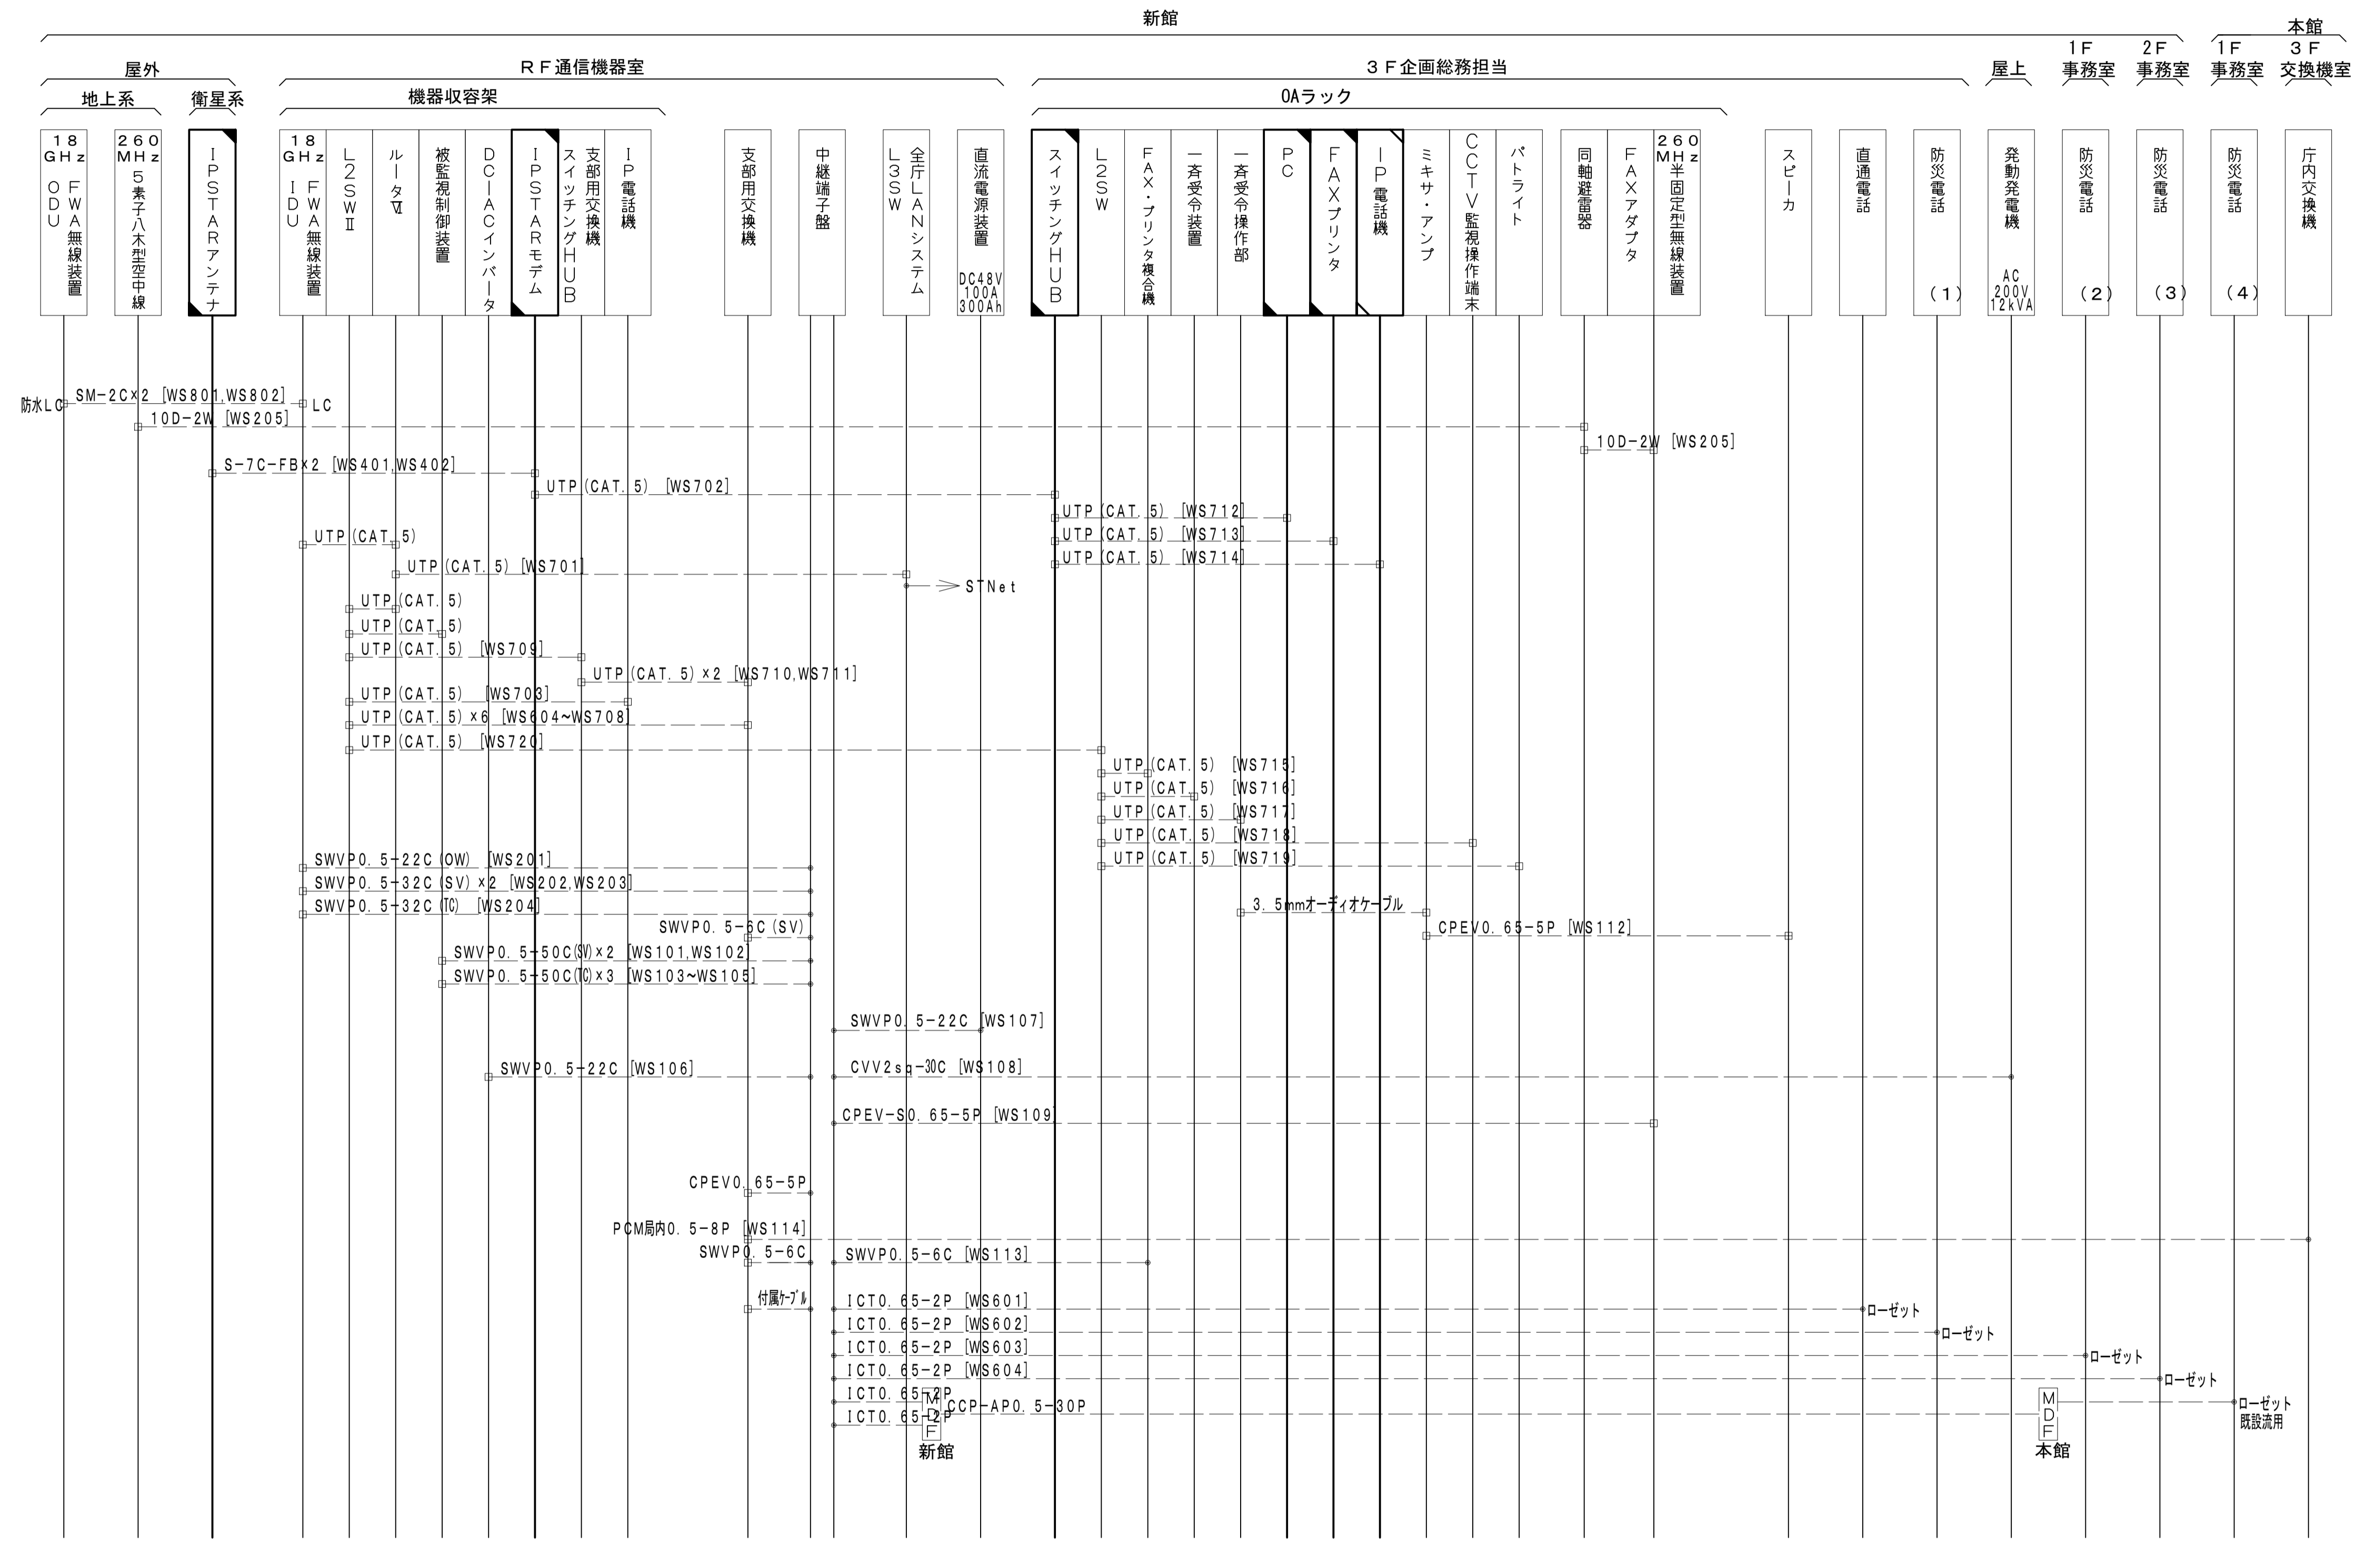 新館
本館
屋外
RF通信機器室
3F企画総務担当
屋上
1F
事務室
2F
事務室
1F
事務室
3F
交換機室
地上系
衛星系
機器収容架
OAラック
18GHz FWA無線装置 ODU
260MHz 5素子八木型空中線
IPSTARアンテナ
18GHz FWA無線装置 IDU
L2SWⅡ
ルータⅥ
被監視制御装置
DC-ACインバータ
IPSTARモデム
支部用交換機スイッチングHUB
IP電話機
支部用交換機
中継端子盤
全庁LANシステム L3SW
直流電源装置
DC48V
100A
300Ah
スイッチングHUB
L2SW
FAX・プリンタ複合機
一斉受令装置
一斉受令操作部
PC
FAXプリンタ
IP電話機
ミキサ・アンプ
CCTV監視操作端末
パトライト
同軸避雷器
FAXアダプタ
260MHz半固定型無線装置
スピーカ
直通電話
防災電話 (1)
発動発電機
AC
200V
12kVA
防災電話 (2)
防災電話 (3)
防災電話 (4)
庁内交換機
防水LC SM-2C×2 [WS801,WS802] LC
10D-2W [WS205]
10D-2W [WS205]
S-7C-FB×2 [WS401,WS402]
UTP(CAT.5) [WS702]
UTP(CAT.5) [WS712]
UTP(CAT.5) [WS713]
UTP(CAT.5)
UTP(CAT.5) [WS714]
UTP(CAT.5) [WS701]
STNet
UTP(CAT.5)
UTP(CAT.5)
UTP(CAT.5) [WS709]
UTP(CAT.5)×2 [WS710,WS711]
UTP(CAT.5) [WS703]
UTP(CAT.5)×6 [WS604~WS708]
UTP(CAT.5) [WS720]
UTP(CAT.5) [WS715]
UTP(CAT.5) [WS716]
UTP(CAT.5) [WS717]
UTP(CAT.5) [WS718]
UTP(CAT.5) [WS719]
SWVP0.5-22C(OW) [WS201]
SWVP0.5-32C(SV)×2 [WS202,WS203]
SWVP0.5-32C(TC) [WS204]
3.5mmオーディオケーブル
SWVP0.5-6C(SV)
CPEV0.65-5P [WS112]
SWVP0.5-50C(SV)×2 [WS101,WS102]
SWVP0.5-50C(TC)×3 [WS103~WS105]
SWVP0.5-22C [WS107]
SWVP0.5-22C [WS106]
CVV2sq-30C [WS108]
CPEV-S0.65-5P [WS109]
CPEV0.65-5P
PCM局内0.5-8P [WS114]
SWVP0.5-6C
SWVP0.5-6C [WS113]
付属ケーブル
ICT0.65-2P [WS601]
ローゼット
ICT0.65-2P [WS602]
ローゼット
ICT0.65-2P [WS603]
ローゼット
ICT0.65-2P [WS604]
ローゼット
ICT0.65-2P
ICT0.65-2P
MDF
新館
CCP-AP0.5-30P
MDF
本館
ローゼット
既設流用